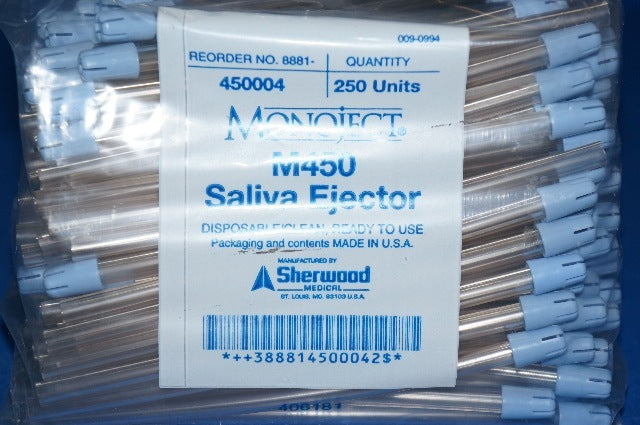 009-0994
REORDER NO. 8881- QUANTITY
450004 250 Units
MONOJECT®
M450
Saliva Ejector
DISPOSABLE/CLEAN, READY TO USE
Packaging and contents MADE IN U.S.A.
MANUFACTURED BY
Sherwood
MEDICAL
ST. LOUIS, MO. 63103 U.S.A.
*++388814500042$*
406181